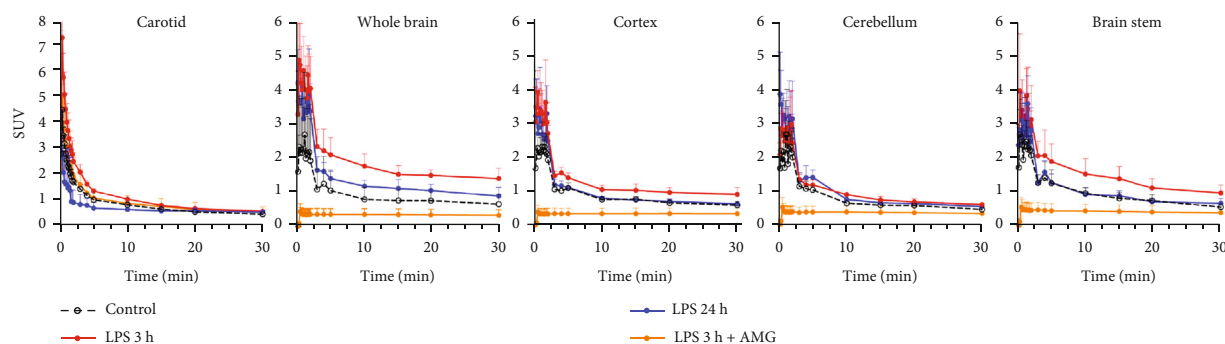 Carotid
Whole brain
Cortex
Cerebellum
Brain stem
SUV
8
7
6
5
4
3
2
1
0
6
5
4
3
2
1
0
6
5
4
3
2
1
0
6
5
4
3
2
1
0
6
5
4
3
2
1
0
0 10 20 30
0 10 20 30
0 10 20 30
0 10 20 30
0 10 20 30
Time (min)
Time (min)
Time (min)
Time (min)
Time (min)
Control
LPS 24 h
LPS 3 h
LPS 3 h + AMG